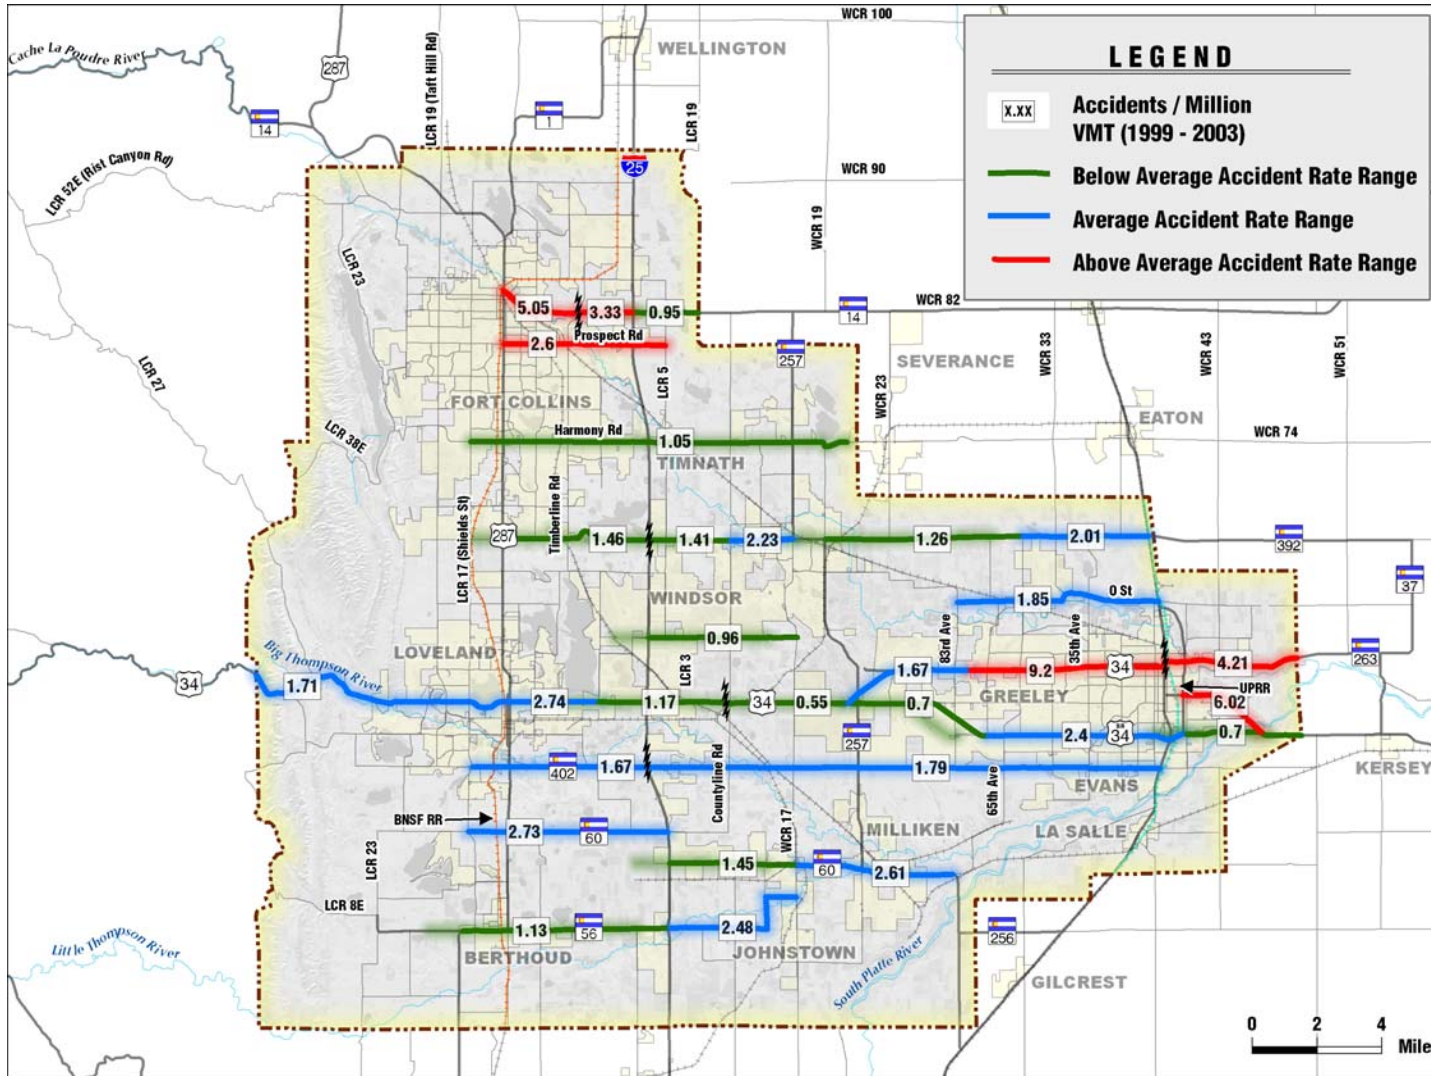 WCR 100
WELLINGTON
Cache La Poudre River
287
LCR 19 (Taft Hill Rd)
14
1
LCR 19
25
LCR 52E (Rist Canyon Rd)
WCR 90
WCR 19
LEGEND
X.XX
Accidents / Million
VMT (1999 - 2003)
Below Average Accident Rate Range
Average Accident Rate Range
Above Average Accident Rate Range
LCR 23
5.05
3.33
0.95
14
WCR 82
Prospect Rd
2.6
257
SEVERANCE
WCR 33
WCR 43
WCR 51
LCR 27
LCR 5
WCR 23
FORT COLLINS
EATON
LCR 38E
Harmony Rd
1.05
TIMNATH
WCR 74
Timberline Rd
LCR 17 (Shields St)
287
1.46
1.41
2.23
1.26
2.01
392
37
WINDSOR
1.85
O St
0.96
83rd Ave
35th Ave
LOVELAND
Big Thompson River
LCR 3
1.67
9.2
34
4.21
263
34
1.71
2.74
1.17
34
0.55
0.7
GREELEY
UPRR
6.02
257
2.4
34
0.7
402
1.67
Countyline Rd
1.79
65th Ave
EVANS
KERSEY
BNSF RR
2.73
60
WCR 17
MILLIKEN
LA SALLE
LCR 23
1.45
60
2.61
LCR 8E
1.13
56
2.48
256
BERTHOUD
JOHNSTOWN
Little Thompson River
South Platte River
GILCREST
0 2 4
Mile